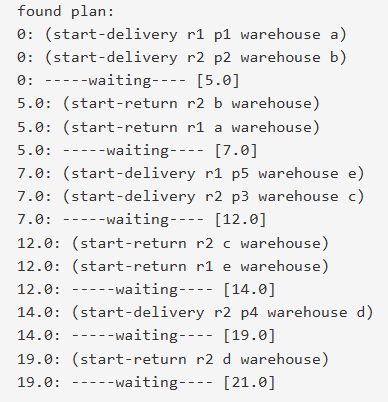 found plan:
0: (start-delivery r1 p1 warehouse a)
0: (start-delivery r2 p2 warehouse b)
0: -----waiting---- [5.0]
5.0: (start-return r2 b warehouse)
5.0: (start-return r1 a warehouse)
5.0: -----waiting---- [7.0]
7.0: (start-delivery r1 p5 warehouse e)
7.0: (start-delivery r2 p3 warehouse c)
7.0: -----waiting---- [12.0]
12.0: (start-return r2 c warehouse)
12.0: (start-return r1 e warehouse)
12.0: -----waiting---- [14.0]
14.0: (start-delivery r2 p4 warehouse d)
14.0: -----waiting---- [19.0]
19.0: (start-return r2 d warehouse)
19.0: -----waiting---- [21.0]